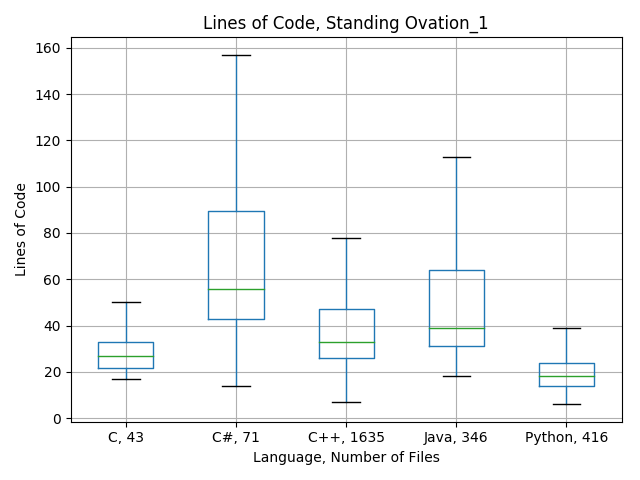 Lines of Code, Standing Ovation_1
160
140
120
100
80
60
40
20
0
Lines of Code
C, 43 C#, 71 C++, 1635 Java, 346 Python, 416
Language, Number of Files